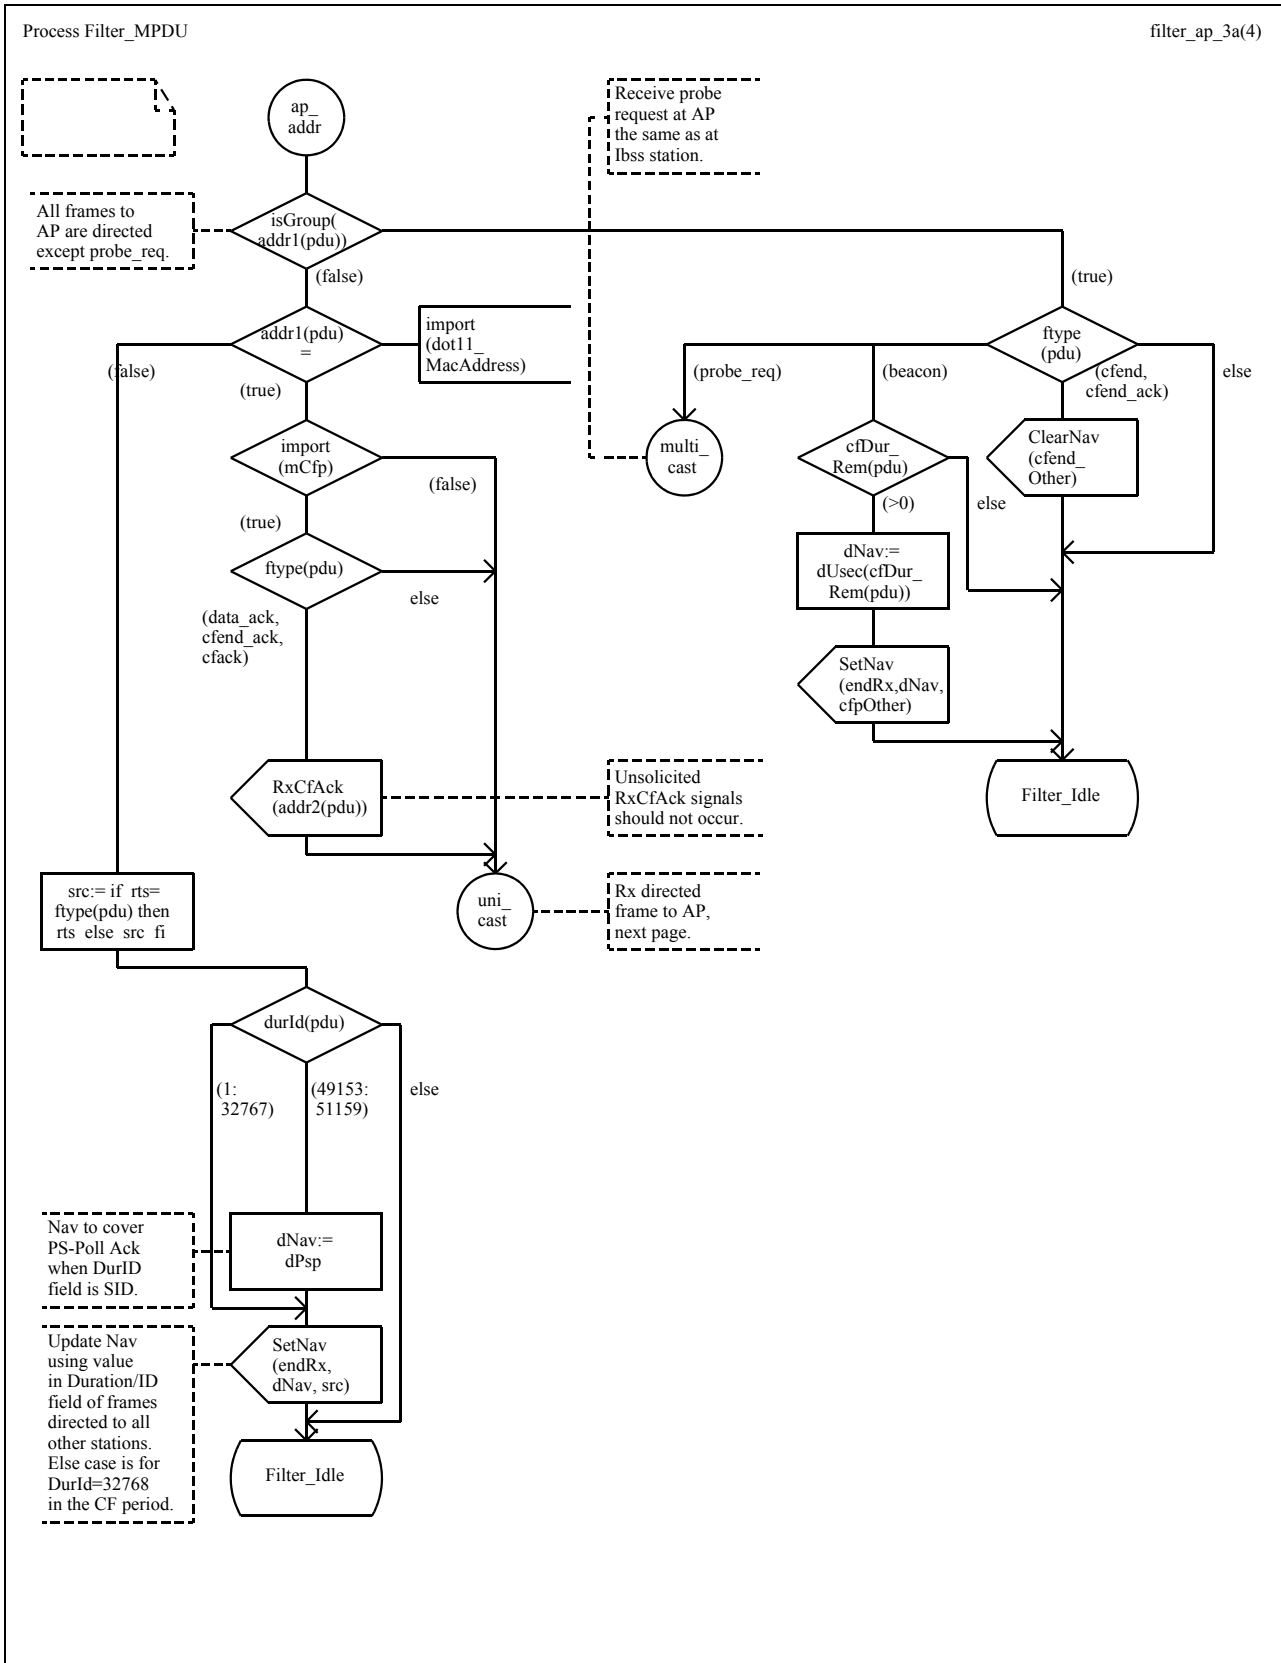 Process Filter_MPDU
filter_ap_3a(4)
ap_
addr
Receive probe
request at AP
the same as at
Ibss station.
All frames to
AP are directed
except probe_req.
isGroup(
addr1(pdu))
(false)
(true)
addr1(pdu)
=
import
(dot11_
MacAddress)
ftype
(pdu)
(false)
(true)
(probe_req)
(beacon)
(cfend,
cfend_ack)
else
import
(mCfp)
(false)
multi_
cast
cfDur_
Rem(pdu)
ClearNav
(cfend_
Other)
(true)
(>0)
else
ftype(pdu)
else
dNav:=
dUsec(cfDur_
Rem(pdu))
(data_ack,
cfend_ack,
cfack)
SetNav
(endRx,dNav,
cfpOther)
RxCfAck
(addr2(pdu))
Unsolicited
RxCfAck signals
should not occur.
Filter_Idle
src:= if rts=
ftype(pdu) then
rts else src fi
uni_
cast
Rx directed
frame to AP,
next page.
durId(pdu)
(1:
32767)
(49153:
51159)
else
Nav to cover
PS-Poll Ack
when DurID
field is SID.
dNav:=
dPsp
Update Nav
using value
in Duration/ID
field of frames
directed to all
other stations.
Else case is for
DurId=32768
in the CF period.
SetNav
(endRx,
dNav, src)
Filter_Idle